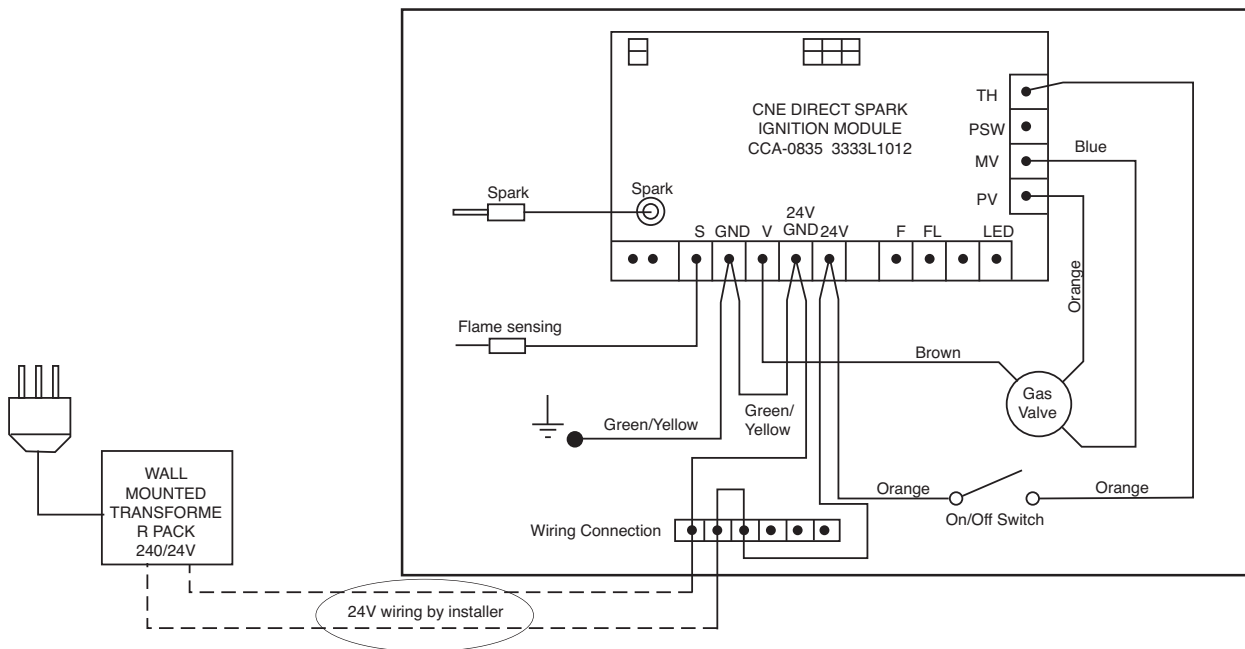 CNE DIRECT SPARK
IGNITION MODULE
CCA-0835 3333L1012
TH
PSW
MV
PV
Blue
Spark
Spark
S GND V 24V GND 24V F FL LED
Orange
Flame sensing
Brown
Gas
Valve
Green/Yellow
Green/
Yellow
WALL
MOUNTED
TRANSFORME
R PACK
240/24V
Orange
Orange
On/Off Switch
Wiring Connection
24V wiring by installer